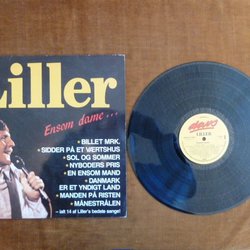 Liller
Ensom dame...
• BILLET MRK.
• SIDDER PÅ ET VÆRTSHUS
• SOL OG SOMMER
• NYBODERS PRIS
• EN ENSOM MAND
• DANMARK
ER ET YNDIGT LAND
• MANDEN PÅ RISTEN
• MÅNESTRÅLEN
- ialt 14 af Liller's bedste sange!
LILLER